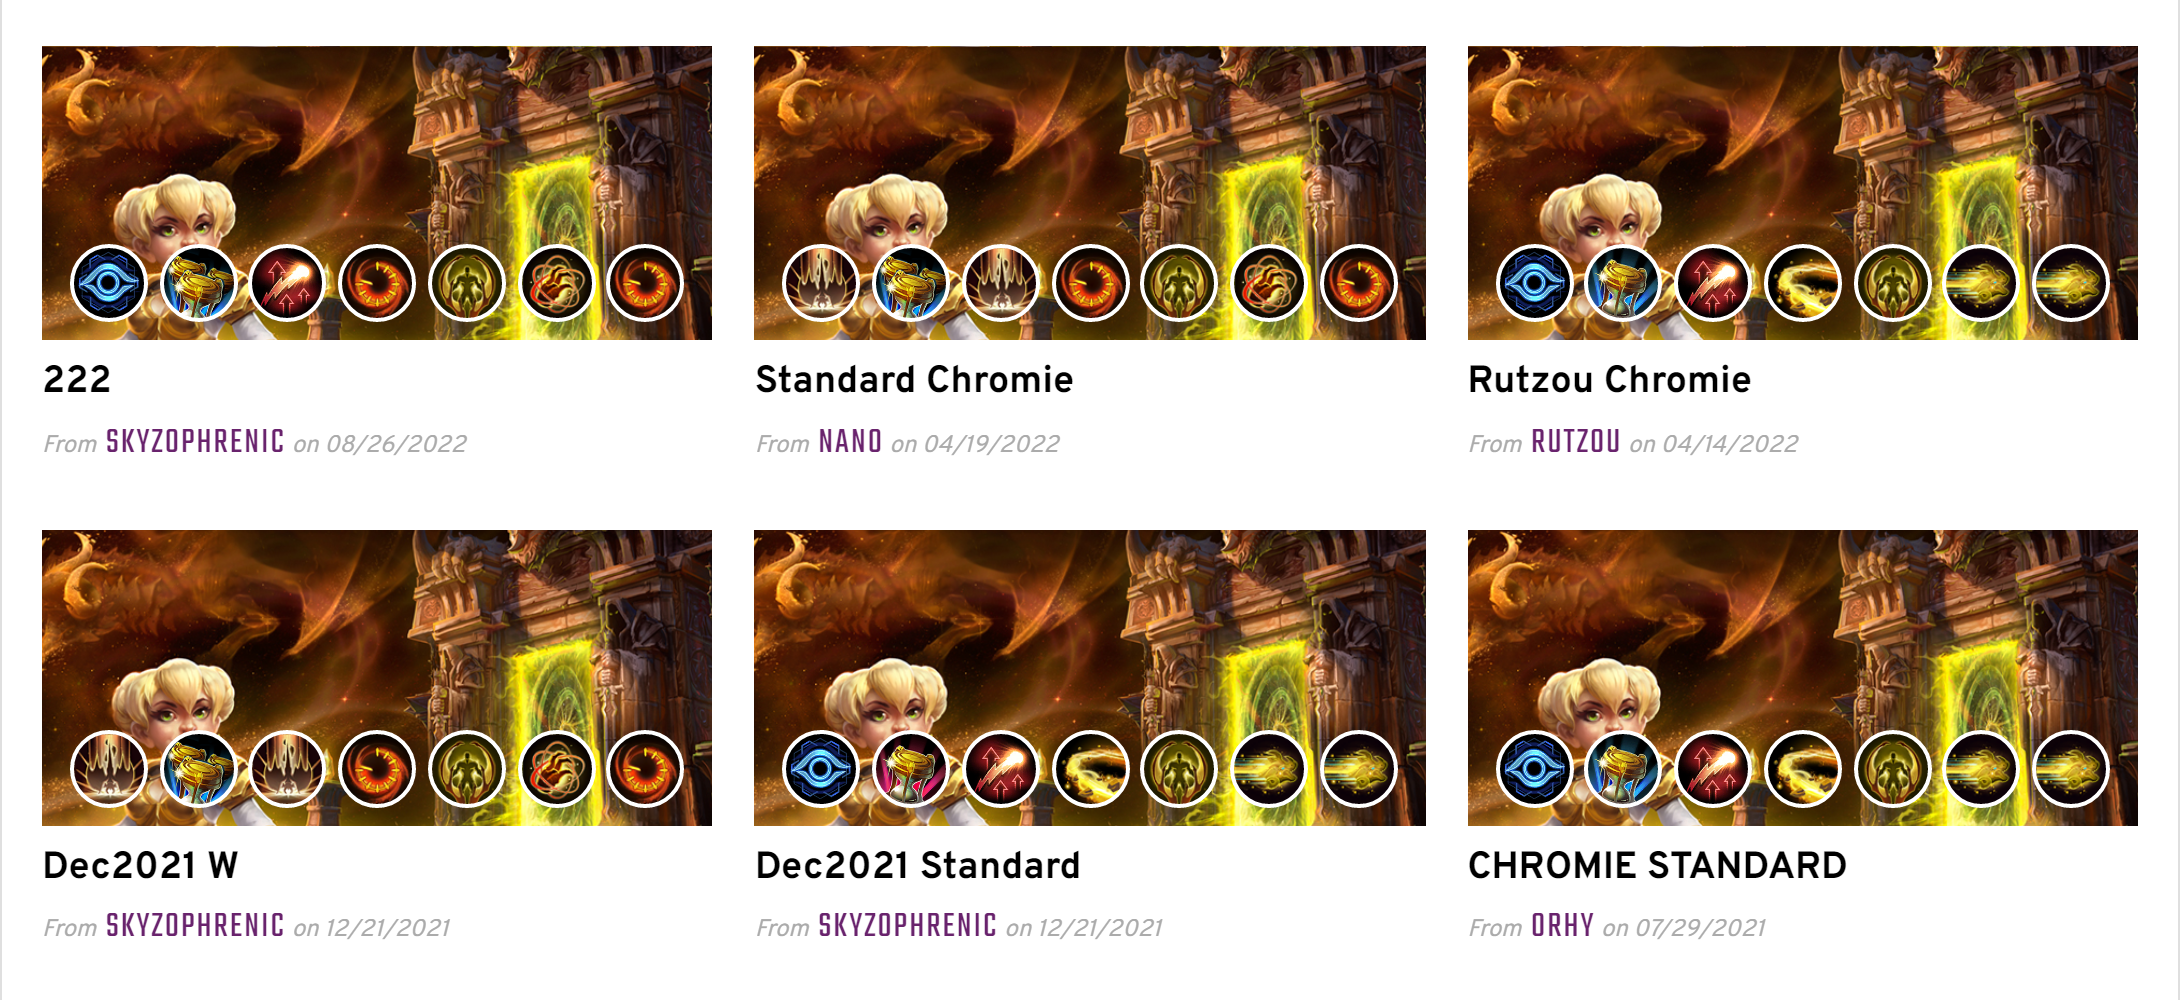 222
From SKYZOPHRENIC on 08/26/2022
Standard Chromie
From NANO on 04/19/2022
Rutzou Chromie
From RUTZOU on 04/14/2022
Dec2021 W
From SKYZOPHRENIC on 12/21/2021
Dec2021 Standard
From SKYZOPHRENIC on 12/21/2021
CHROMIE STANDARD
From ORHY on 07/29/2021